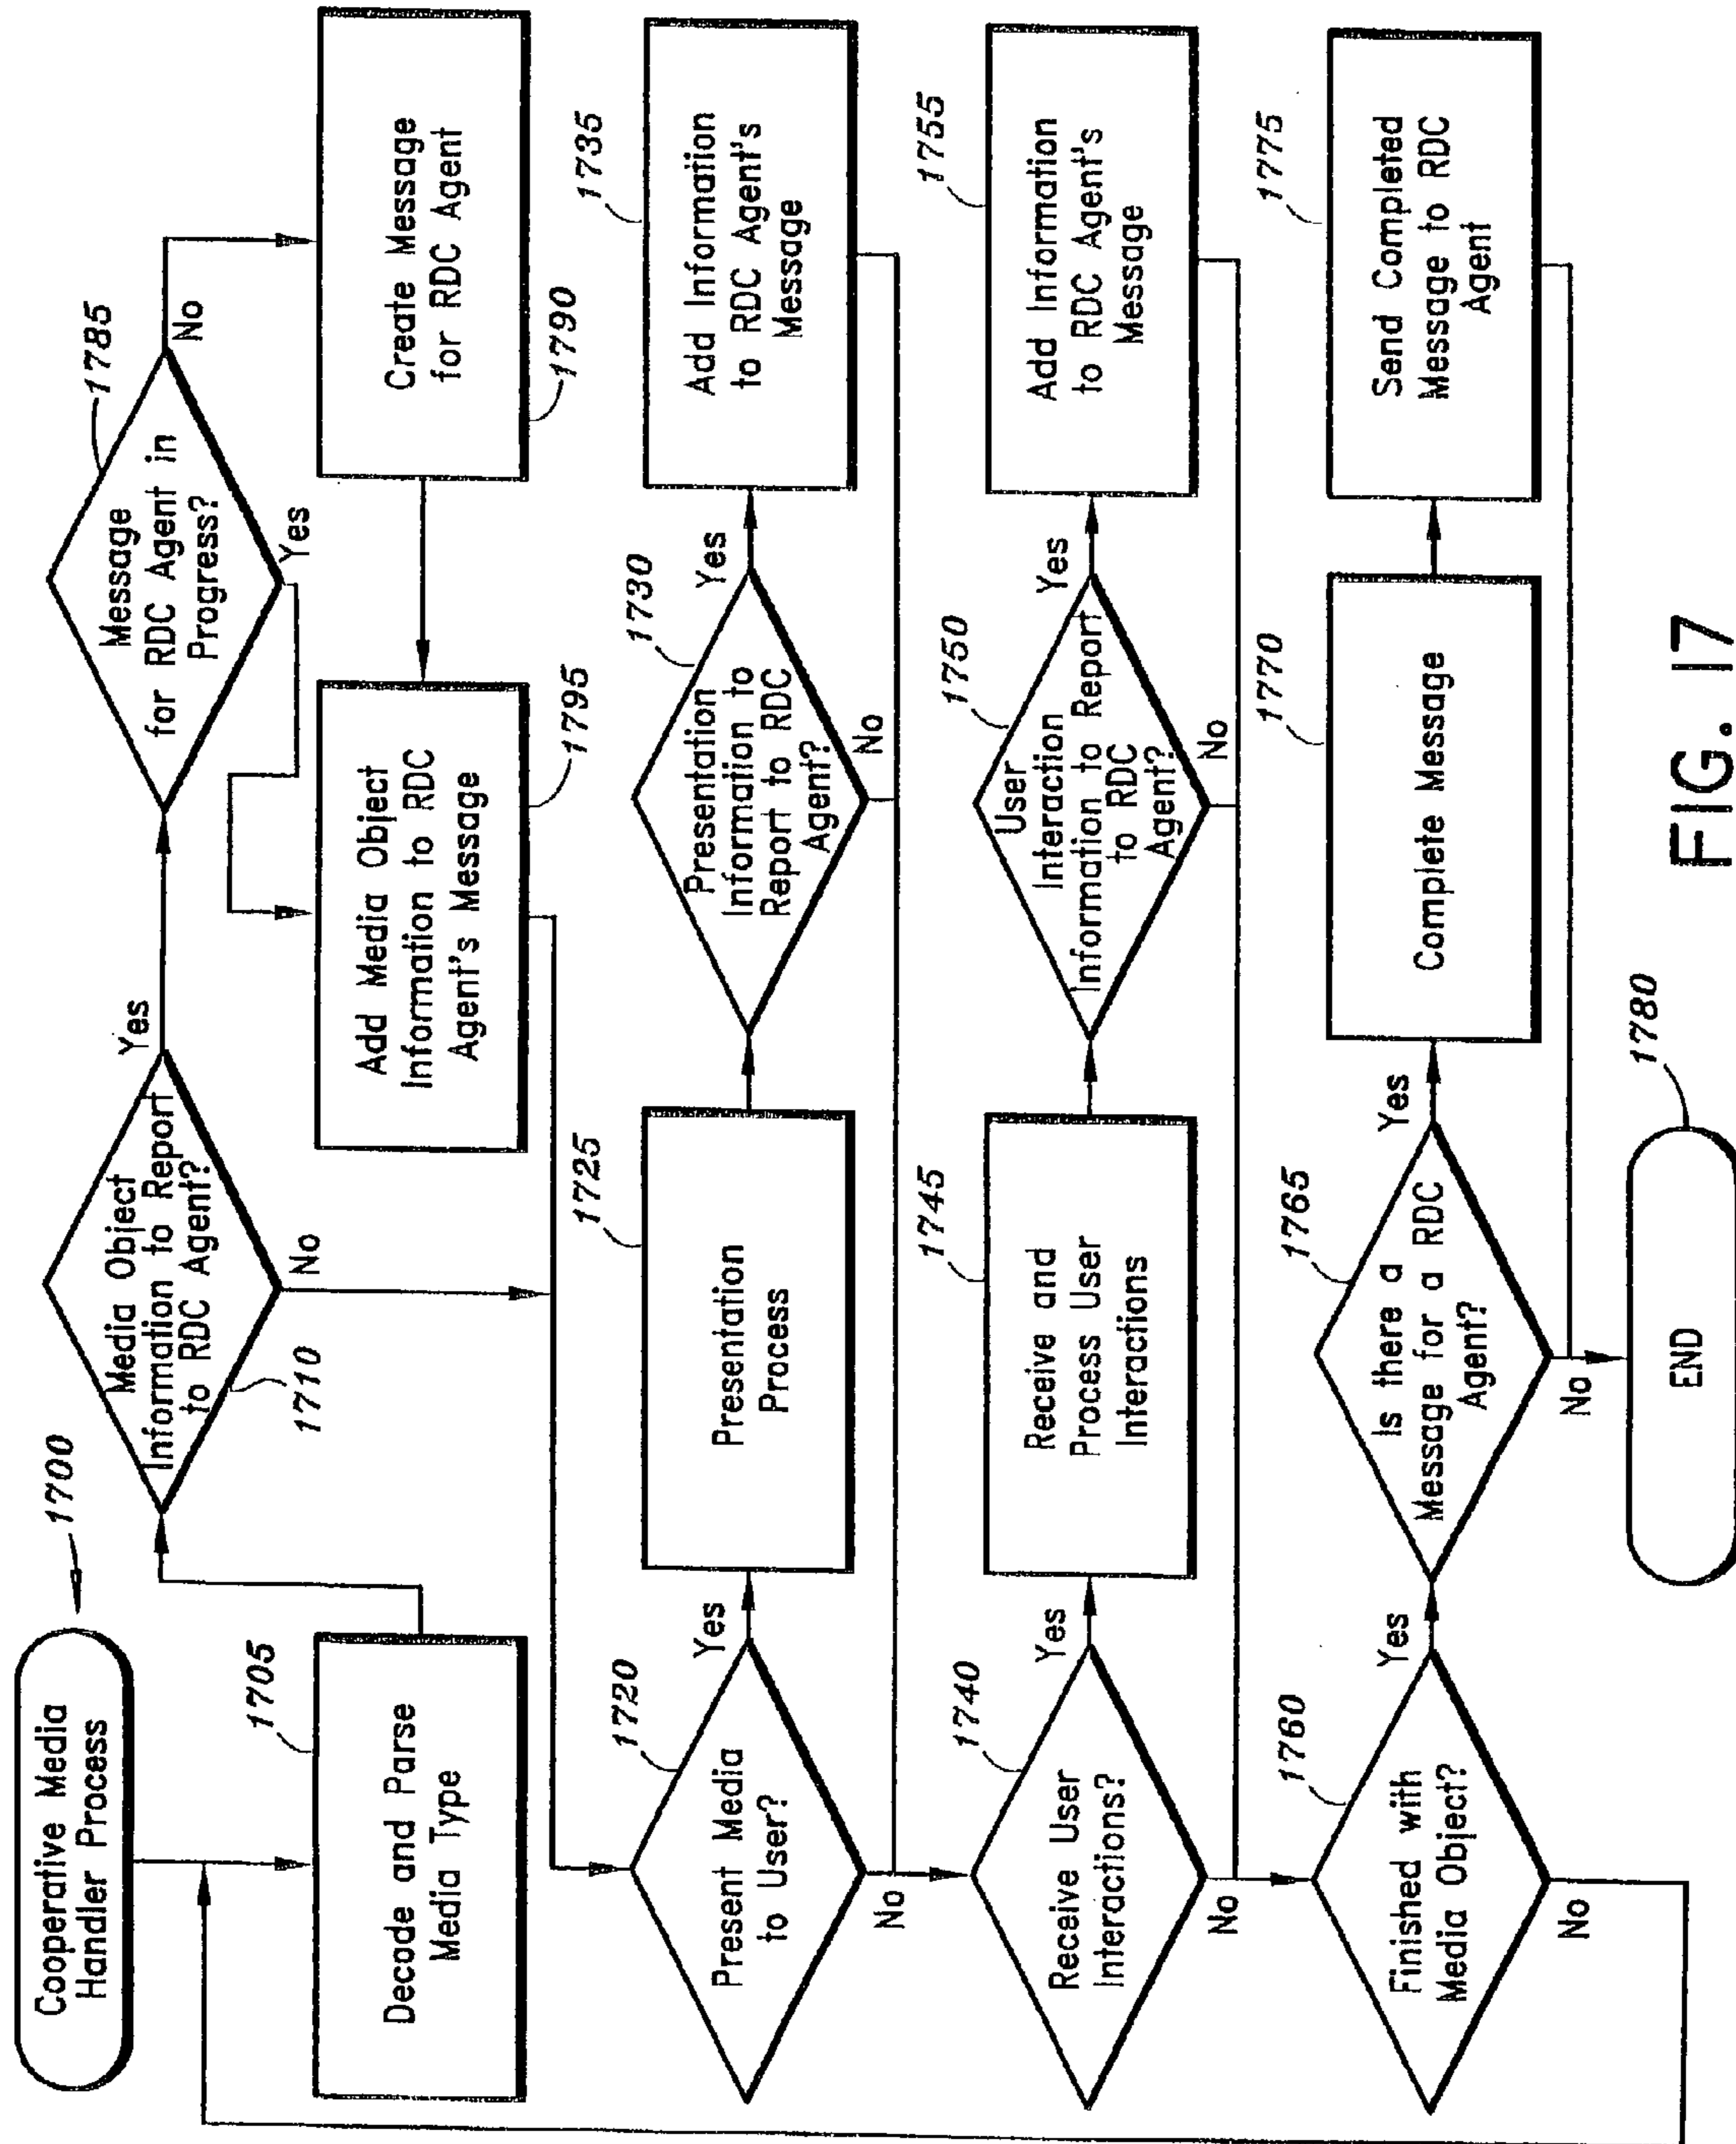 Cooperative Media
Handler Process
1700
1705
Decode and Parse
Media Type
Media Object
Information to Report
to RDC Agent?
1710
Yes
No
Message
for RDC Agent in
Progress?
1785
No
Yes
Create Message
for RDC Agent
1790
Add Media Object
Information to RDC
Agent's Message
1795
Present Media
to User?
1720
Yes
No
1725
Presentation
Process
Presentation
Information to
Report to RDC
Agent?
1730
Yes
No
1735
Add Information
to RDC Agent's
Message
Receive User
Interactions?
1740
Yes
No
1745
Receive and
Process User
Interactions
User
Interaction
Information to Report
to RDC
Agent?
1750
Yes
No
1755
Add Information
to RDC Agent's
Message
Finished with
Media Object?
1760
Yes
No
Is there a
Message for a RDC
Agent?
1765
Yes
No
1770
Complete Message
1775
Send Completed
Message to RDC
Agent
END
1780
FIG. 17